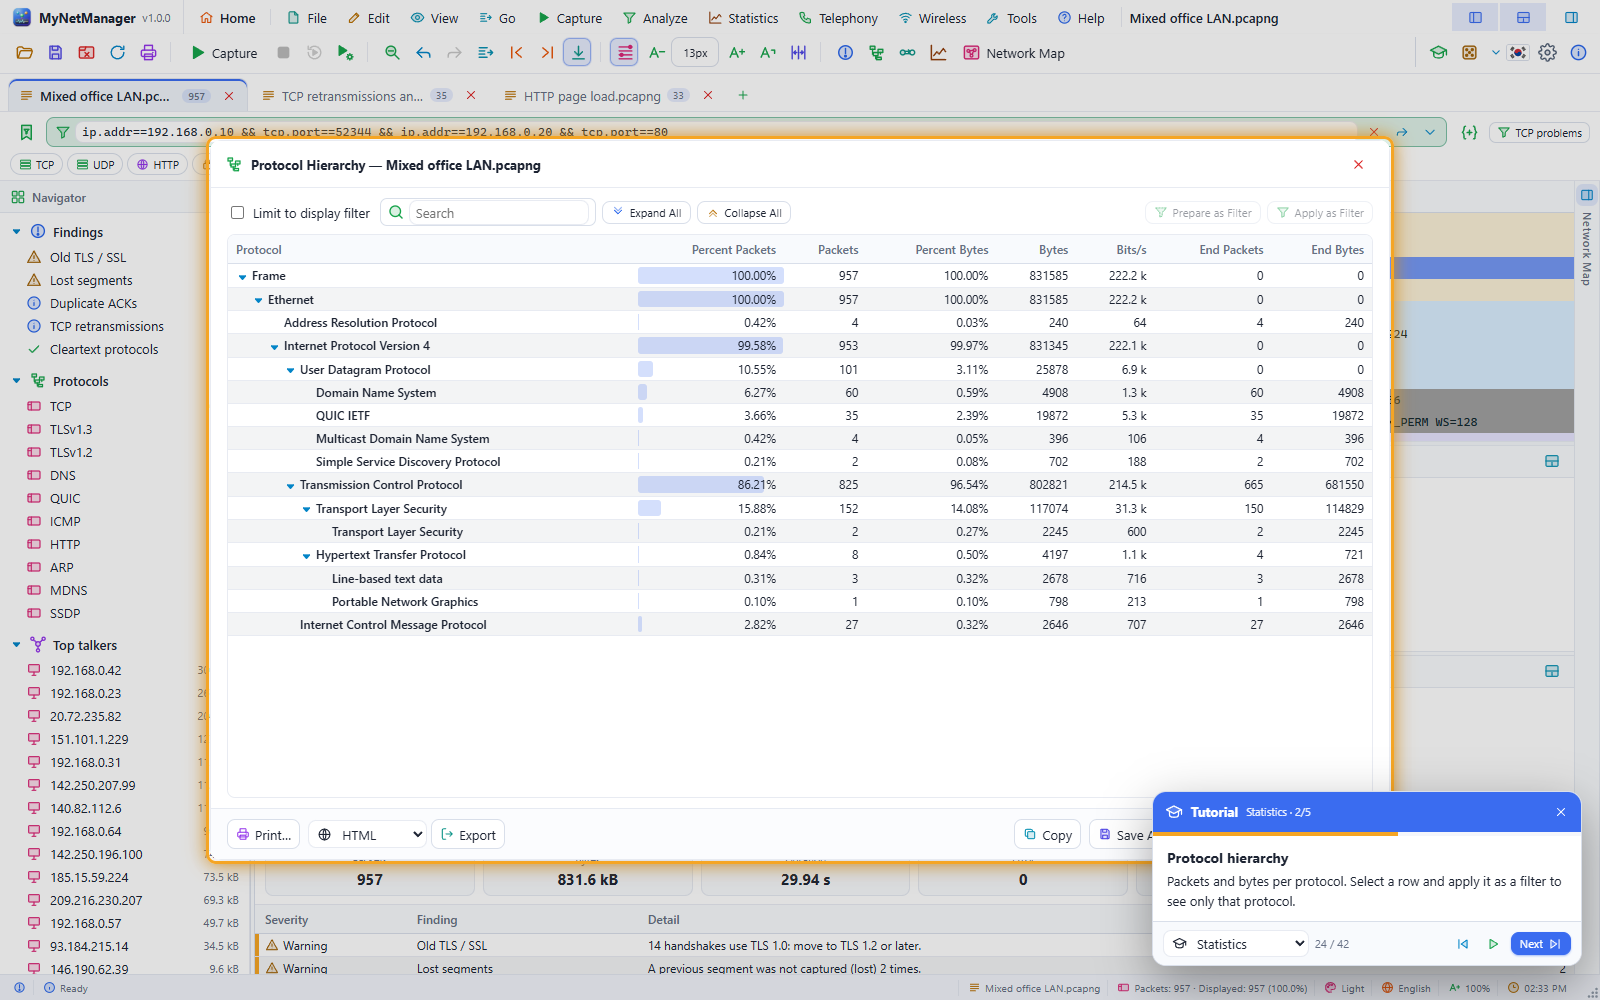 MyNetManager v1.0.0 Home File Edit View Go Capture Analyze Statistics Telephony Wireless Tools Help Mixed office LAN.pcapng
Capture A− 13px A+ Network Map
Mixed office LAN.pc... 957 TCP retransmissions an... 35 HTTP page load.pcapng 33
ip.addr==192.168.0.10 && tcp.port==52344 && ip.addr==192.168.0.20 && tcp.port==80 TCP problems
TCP UDP HTTP
Navigator
Findings
Old TLS / SSL
Lost segments
Duplicate ACKs
TCP retransmissions
Cleartext protocols
Protocols
TCP
TLSv1.3
TLSv1.2
DNS
QUIC
ICMP
HTTP
ARP
MDNS
SSDP
Top talkers
192.168.0.42
192.168.0.23
20.72.235.82
151.101.1.229
192.168.0.31
142.250.207.99
140.82.112.6
192.168.0.64
142.250.196.100
185.15.59.224 73.5 kB
209.216.230.207 69.3 kB
192.168.0.57 49.7 kB
93.184.215.14 34.5 kB
146.190.62.39 9.6 kB
Protocol Hierarchy — Mixed office LAN.pcapng
Limit to display filter Search Expand All Collapse All Prepare as Filter Apply as Filter
Protocol Percent Packets Packets Percent Bytes Bytes Bits/s End Packets End Bytes
Frame 100.00% 957 100.00% 831585 222.2 k 0 0
Ethernet 100.00% 957 100.00% 831585 222.2 k 0 0
Address Resolution Protocol 0.42% 4 0.03% 240 64 4 240
Internet Protocol Version 4 99.58% 953 99.97% 831345 222.1 k 0 0
User Datagram Protocol 10.55% 101 3.11% 25878 6.9 k 0 0
Domain Name System 6.27% 60 0.59% 4908 1.3 k 60 4908
QUIC IETF 3.66% 35 2.39% 19872 5.3 k 35 19872
Multicast Domain Name System 0.42% 4 0.05% 396 106 4 396
Simple Service Discovery Protocol 0.21% 2 0.08% 702 188 2 702
Transmission Control Protocol 86.21% 825 96.54% 802821 214.5 k 665 681550
Transport Layer Security 15.88% 152 14.08% 117074 31.3 k 150 114829
Transport Layer Security 0.21% 2 0.27% 2245 600 2 2245
Hypertext Transfer Protocol 0.84% 8 0.50% 4197 1.1 k 4 721
Line-based text data 0.31% 3 0.32% 2678 716 3 2678
Portable Network Graphics 0.10% 1 0.10% 798 213 1 798
Internet Control Message Protocol 2.82% 27 0.32% 2646 707 27 2646
Print... HTML Export Copy Save
24
_PERM WS=128
Network Map
957 831.6 kB 29.94 s 0
Severity Finding Detail
Warning Old TLS / SSL 14 handshakes use TLS 1.0: move to TLS 1.2 or later.
Warning Lost segments A previous segment was not captured (lost) 2 times. 2
Tutorial Statistics · 2/5
Protocol hierarchy
Packets and bytes per protocol. Select a row and apply it as a filter to
see only that protocol.
Statistics 24 / 42 Next
Ready Mixed office LAN.pcapng Packets: 957 · Displayed: 957 (100.0%) Light English A+ 100% 02:33 PM